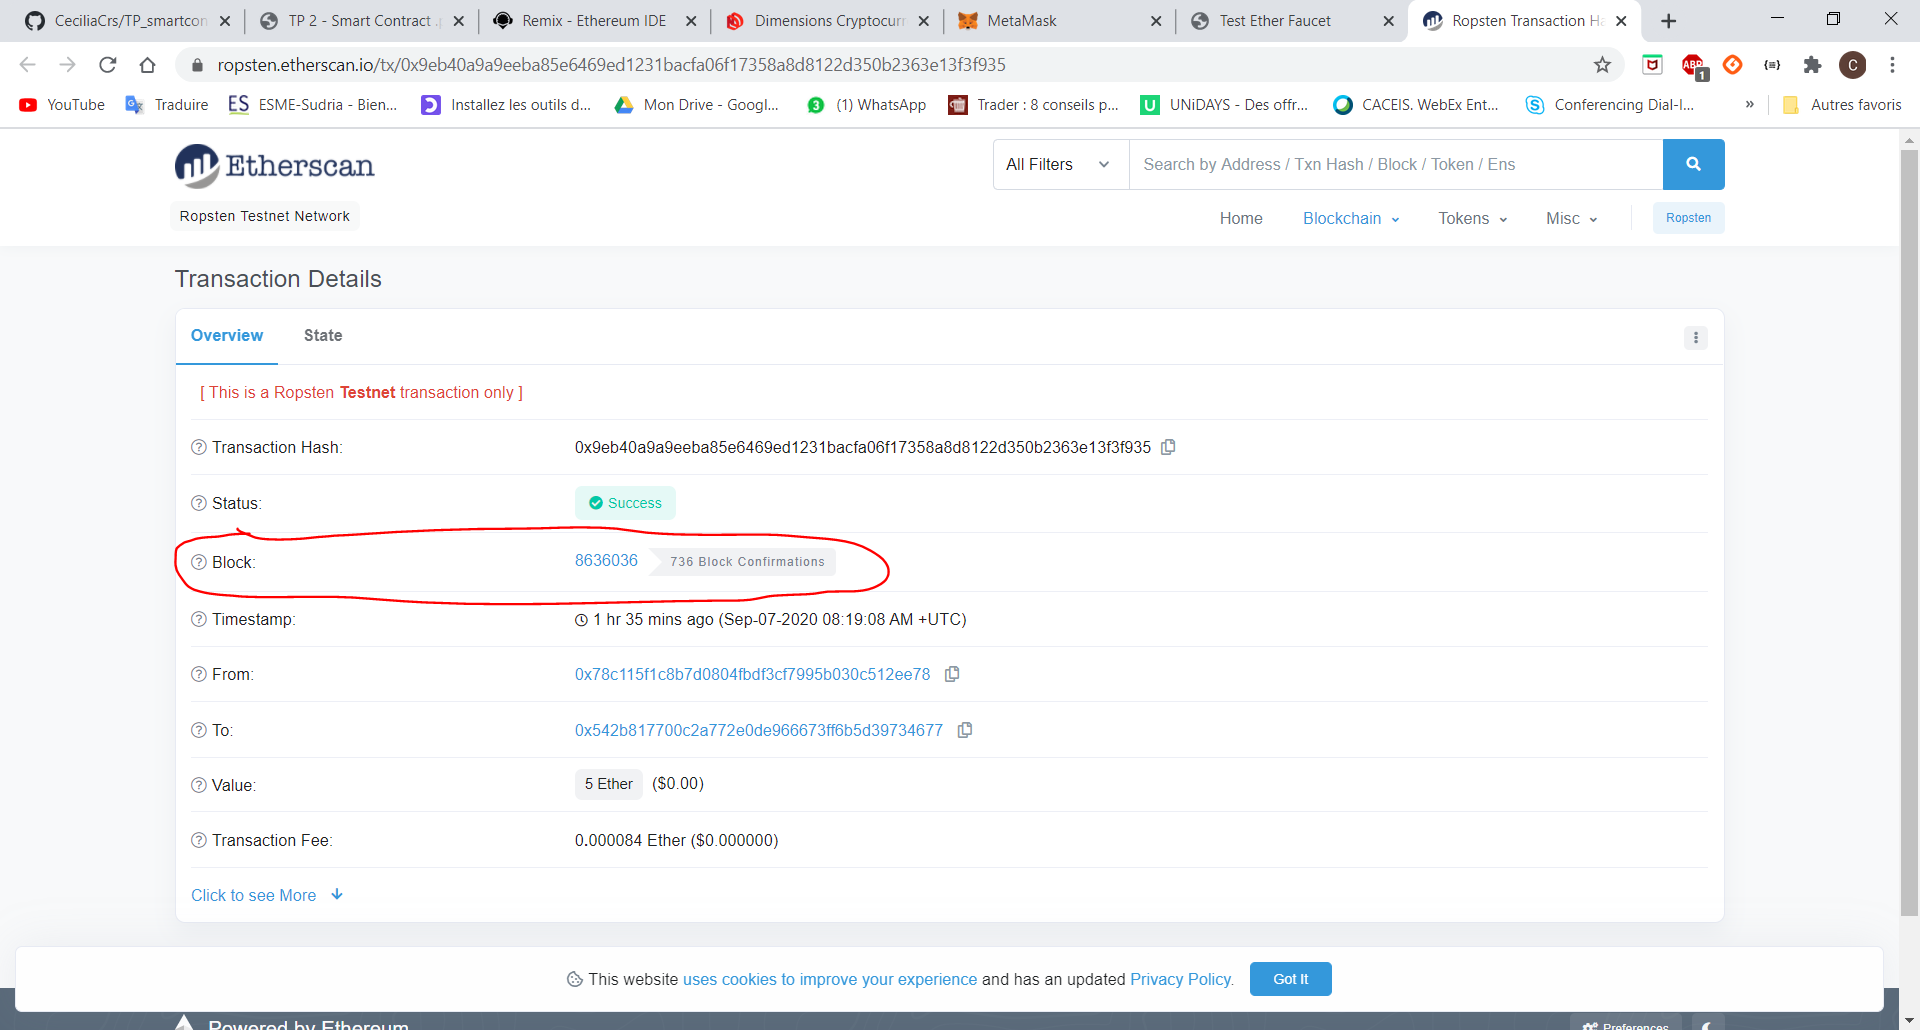 CeciliaCrs/TP_smartcon
TP 2 - Smart Contract .p
Remix - Ethereum IDE
Dimensions Cryptocurr
MetaMask
Test Ether Faucet
Ropsten Transaction Ha
ropsten.etherscan.io/tx/0x9eb40a9a9eeba85e6469ed1231bacfa06f17358a8d8122d350b2363e13f3f935
ABP
1
C
YouTube
Traduire
ES ESME-Sudria - Bien...
Installez les outils d...
Mon Drive - Googl...
3 (1) WhatsApp
Trader : 8 conseils p...
U UNiDAYS - Des offr...
CACEIS. WebEx Ent...
S Conferencing Dial-I...
»
Autres favoris
Etherscan
All Filters
Search by Address / Txn Hash / Block / Token / Ens
Ropsten Testnet Network
Home
Blockchain
Tokens
Misc
Ropsten
Transaction Details
Overview
State
[ This is a Ropsten Testnet transaction only ]
? Transaction Hash: 0x9eb40a9a9eeba85e6469ed1231bacfa06f17358a8d8122d350b2363e13f3f935
? Status: Success
? Block: 8636036 736 Block Confirmations
? Timestamp: 1 hr 35 mins ago (Sep-07-2020 08:19:08 AM +UTC)
? From: 0x78c115f1c8b7d0804fbdf3cf7995b030c512ee78
? To: 0x542b817700c2a772e0de966673ff6b5d39734677
? Value: 5 Ether ($0.00)
? Transaction Fee: 0.000084 Ether ($0.000000)
Click to see More
This website uses cookies to improve your experience and has an updated Privacy Policy.
Got It
Powered by Ethereum
Preferences